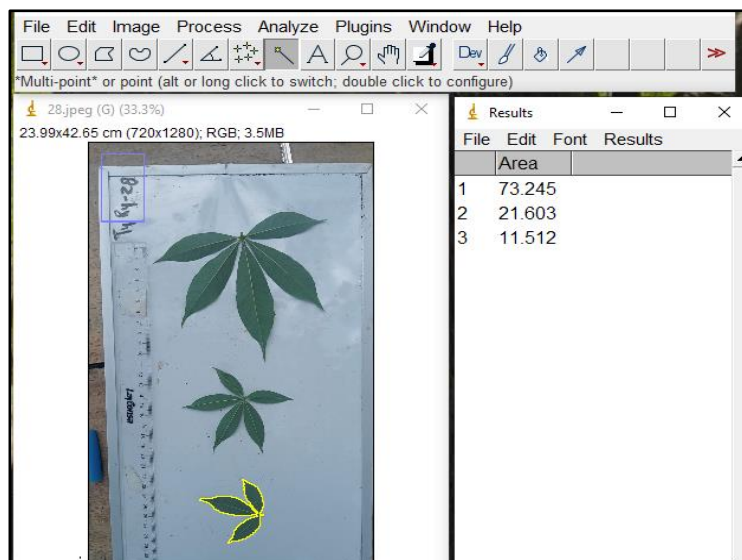 File Edit Image Process Analyze Plugins Window Help
Dev
*Multi-point* or point (alt or long click to switch; double click to configure)
28.jpeg (G) (33.3%)
23.99x42.65 cm (720x1280); RGB; 3.5MB
Results
File Edit Font Results
Area
1 73.245
2 21.603
3 11.512